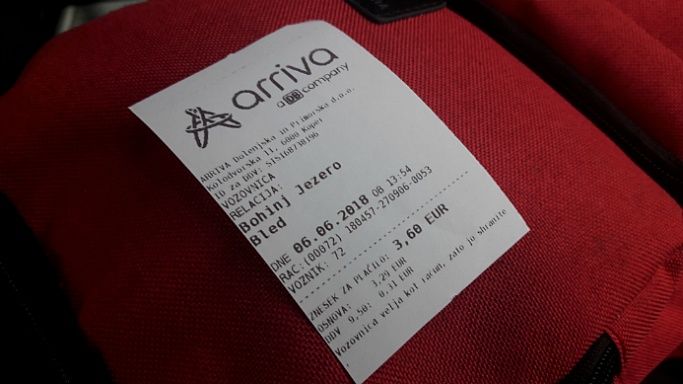 arriva
a DB company
ARRIVA Dolenjska in Primorska d.o.o.
Kolodvorska 11, 6000 Koper
ID za DDV: SI16873819
VOZOVNICA
RELACIJA:
Bohinj Jezero
Bled
DNE 06.06.2018 OB 13:54
RAC:(00072) 180457-270906-0053
VOZNIK: 72
ZNESEK ZA PLAČILO: 3,60 EUR
OSNOVA: 3,29 EUR
DDV 9,50: 0,31 EUR
Vozovnica velja kot račun, zato jo shranite